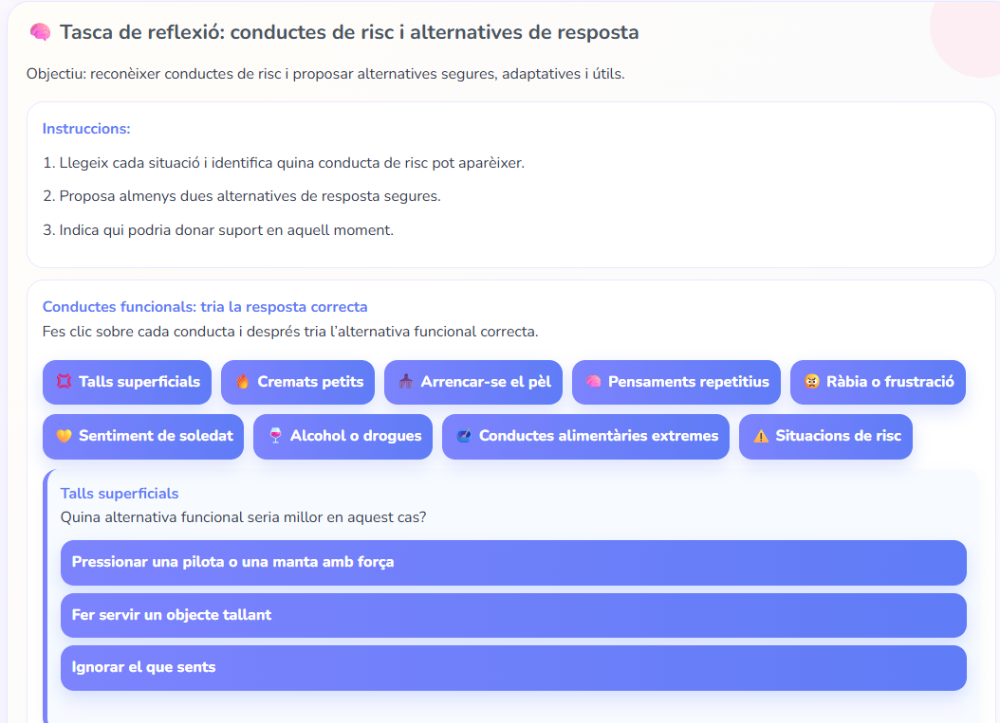 Tasca de reflexió: conductes de risc i alternatives de resposta
Objectiu: reconèixer conductes de risc i proposar alternatives segures, adaptatives i útils.
Instruccions:
1. Llegeix cada situació i identifica quina conducta de risc pot aparèixer.
2. Proposa almenys dues alternatives de resposta segures.
3. Indica qui podria donar suport en aquell moment.
Conductes funcionals: tria la resposta correcta
Fes clic sobre cada conducta i després tria l'alternativa funcional correcta.
Talls superficials
Cremats petits
Arrencar-se el pèl
Pensaments repetitius
Ràbia o frustració
Sentiment de soledat
Alcohol o drogues
Conductes alimentàries extremes
Situacions de risc
Talls superficials
Quina alternativa funcional seria millor en aquest cas?
Pressionar una pilota o una manta amb força
Fer servir un objecte tallant
Ignorar el que sents